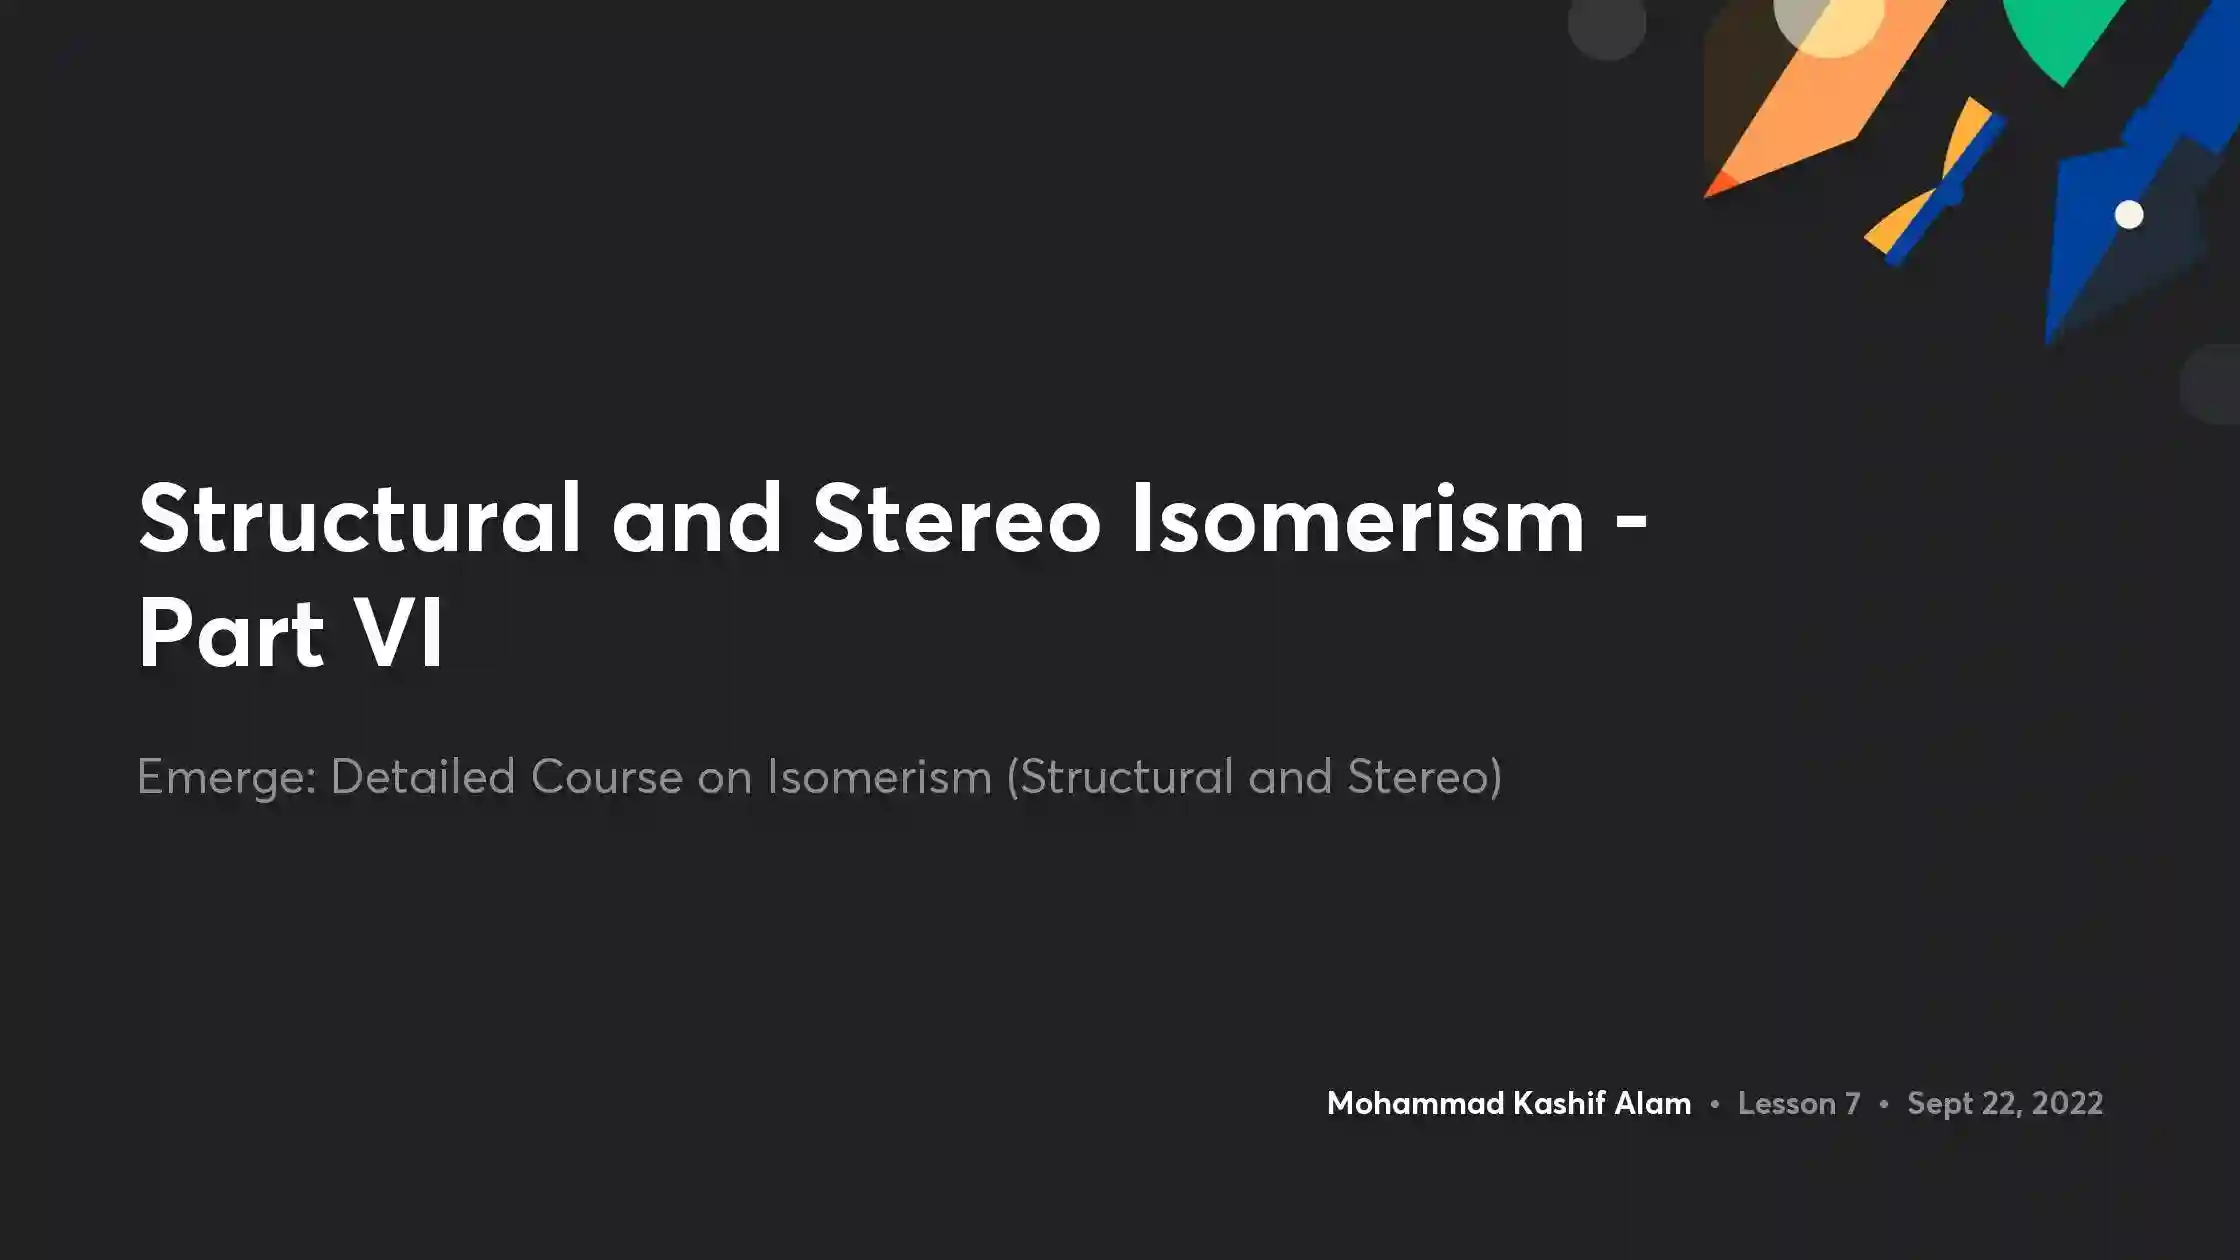 Structural and Stereo Isomerism -
Part VI
Emerge: Detailed Course on Isomerism (Structural and Stereo)
Mohammad Kashif Alam • Lesson 7 • Sept 22, 2022